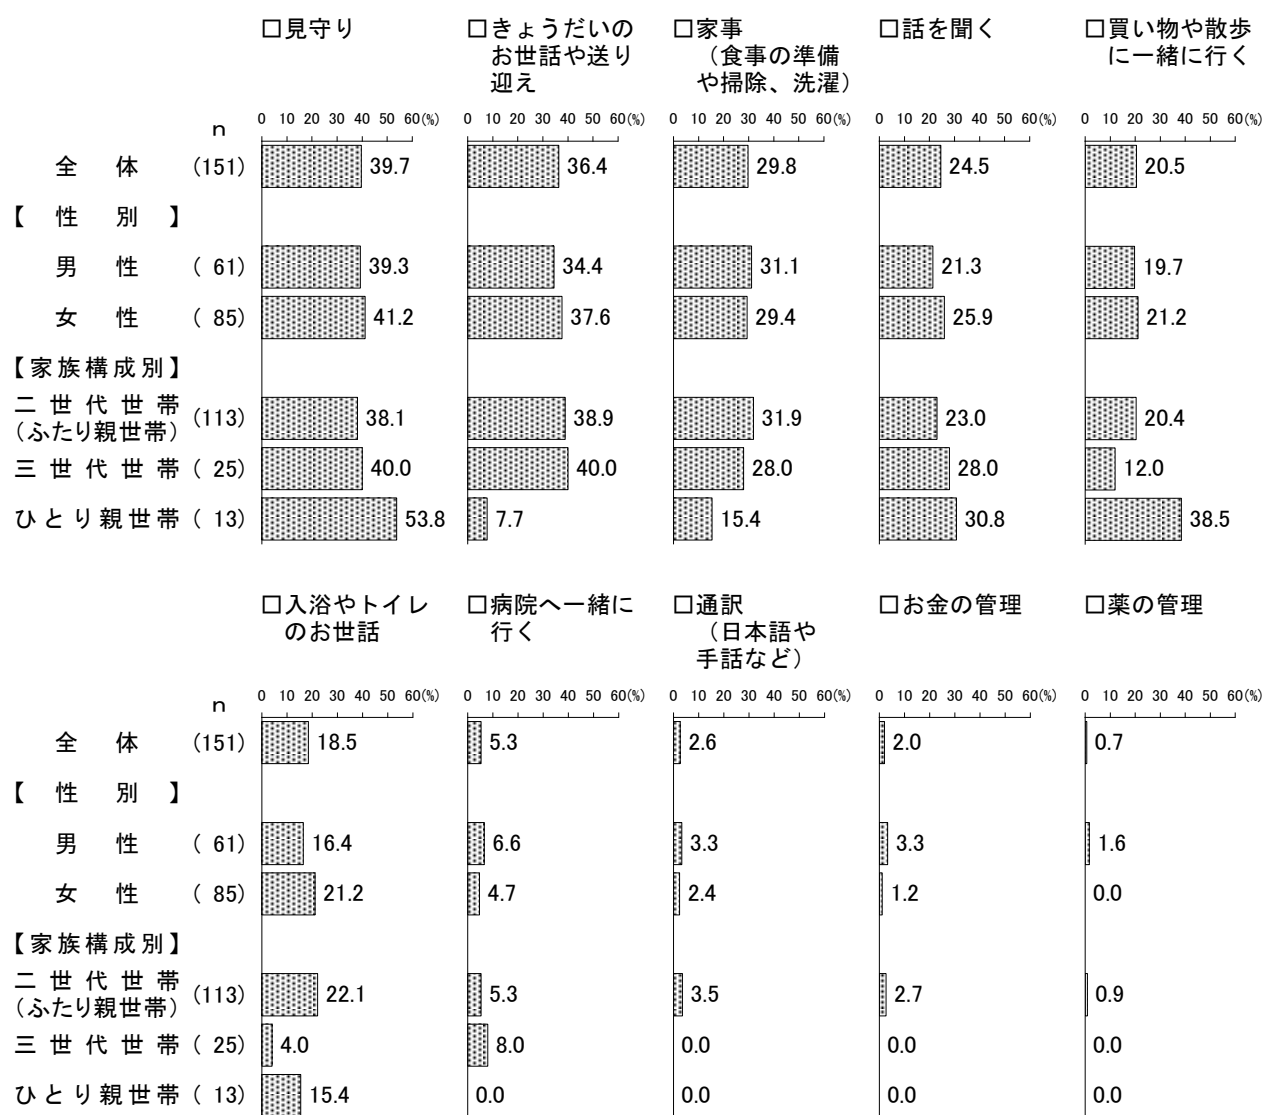 □見守り
□きょうだいの
お世話や送り
迎え
□家事
（食事の準備
や掃除、洗濯）
□話を聞く
□買い物や散歩
に一緒に行く
n
0 10 20 30 40 50 60(%)
0 10 20 30 40 50 60(%)
0 10 20 30 40 50 60(%)
0 10 20 30 40 50 60(%)
0 10 20 30 40 50 60(%)
全体 (151) 39.7 36.4 29.8 24.5 20.5
【性別】
男性 ( 61) 39.3 34.4 31.1 21.3 19.7
女性 ( 85) 41.2 37.6 29.4 25.9 21.2
【家族構成別】
二世代世帯
（ふたり親世帯） (113) 38.1 38.9 31.9 23.0 20.4
三世代世帯 ( 25) 40.0 40.0 28.0 28.0 12.0
ひとり親世帯 ( 13) 53.8 7.7 15.4 30.8 38.5
□入浴やトイレ
のお世話
□病院へ一緒に
行く
□通訳
（日本語や
手話など）
□お金の管理
□薬の管理
n
0 10 20 30 40 50 60(%)
0 10 20 30 40 50 60(%)
0 10 20 30 40 50 60(%)
0 10 20 30 40 50 60(%)
0 10 20 30 40 50 60(%)
全体 (151) 18.5 5.3 2.6 2.0 0.7
【性別】
男性 ( 61) 16.4 6.6 3.3 3.3 1.6
女性 ( 85) 21.2 4.7 2.4 1.2 0.0
【家族構成別】
二世代世帯
（ふたり親世帯） (113) 22.1 5.3 3.5 2.7 0.9
三世代世帯 ( 25) 4.0 8.0 0.0 0.0 0.0
ひとり親世帯 ( 13) 15.4 0.0 0.0 0.0 0.0